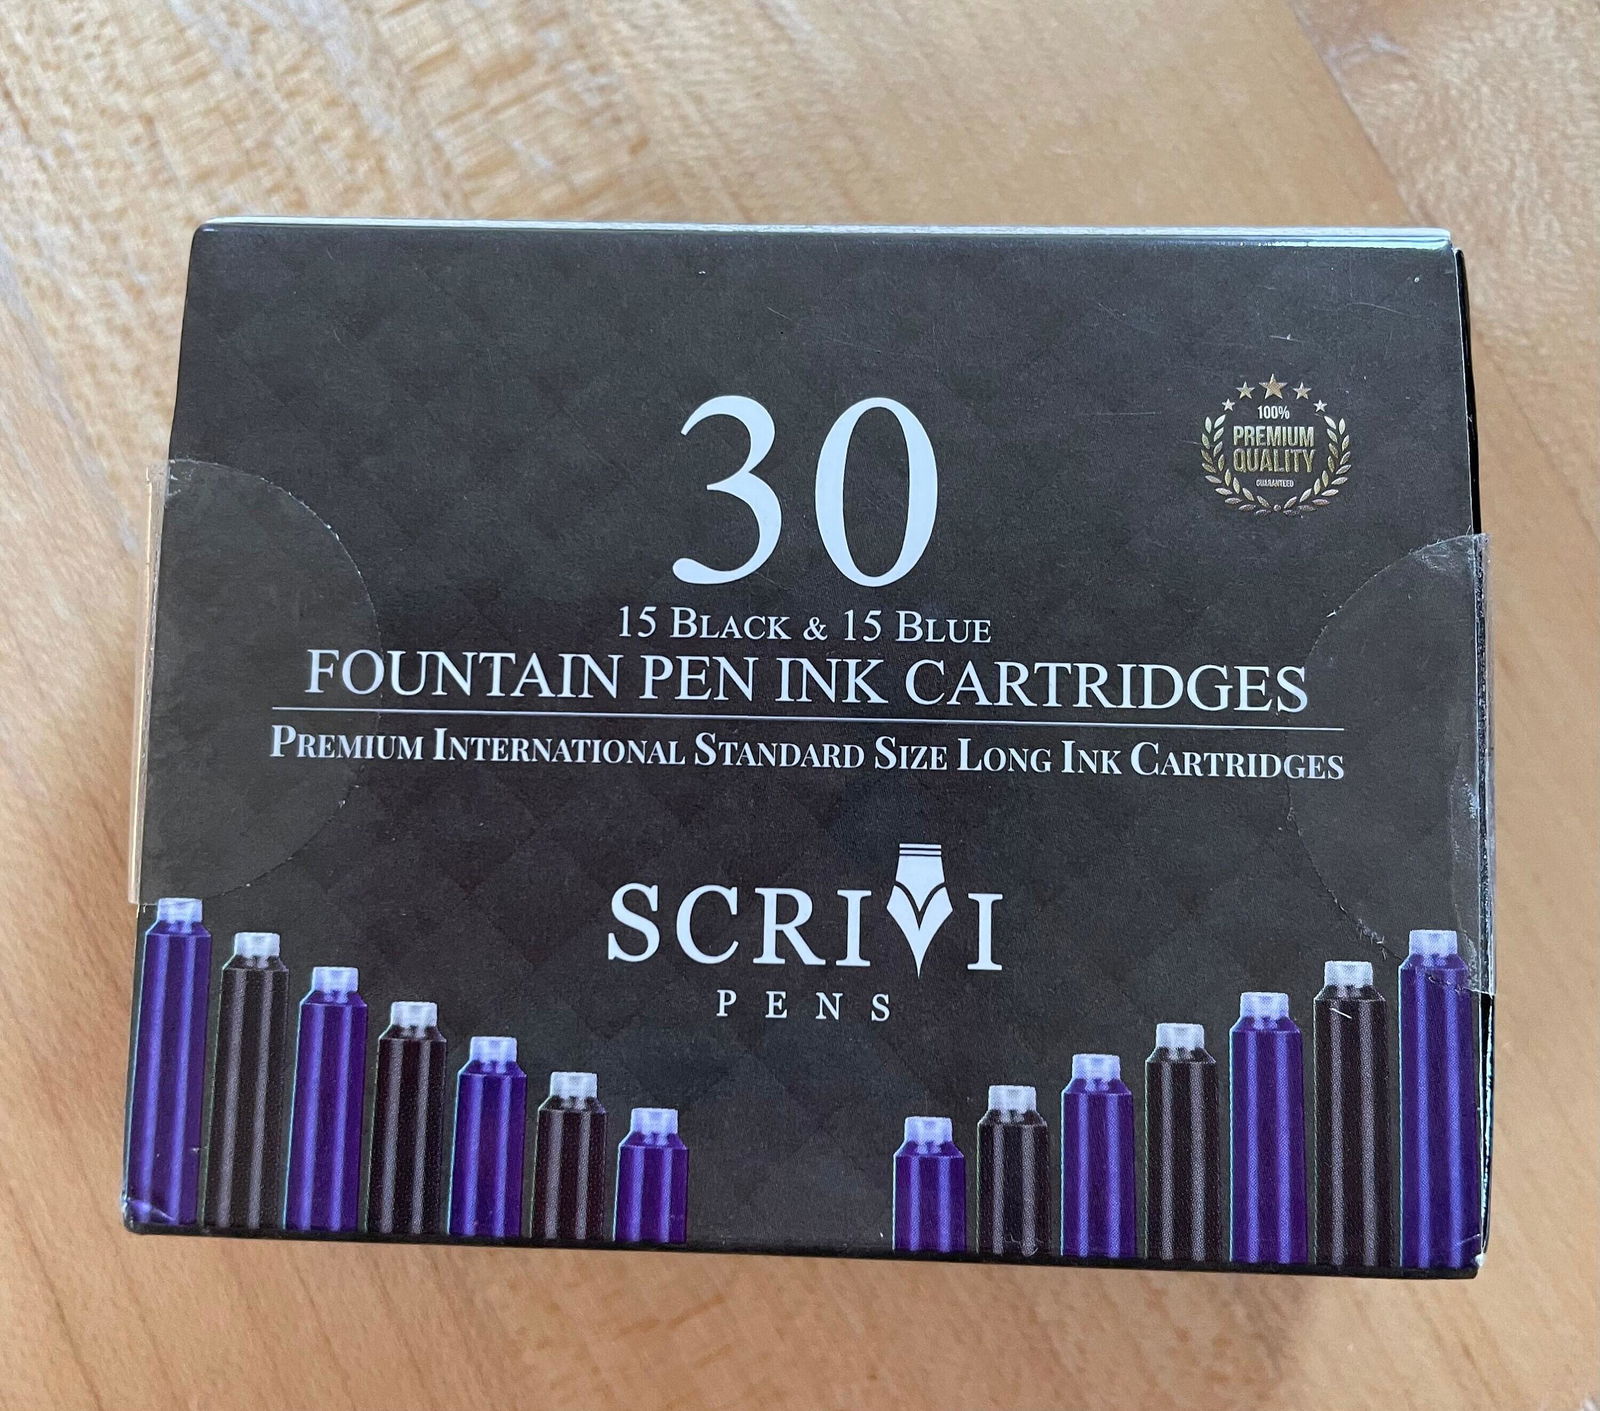 30
100%
PREMIUM
QUALITY
GUARANTEED
15 BLACK & 15 BLUE
FOUNTAIN PEN INK CARTRIDGES
PREMIUM INTERNATIONAL STANDARD SIZE LONG INK CARTRIDGES
SCRIVI
PENS